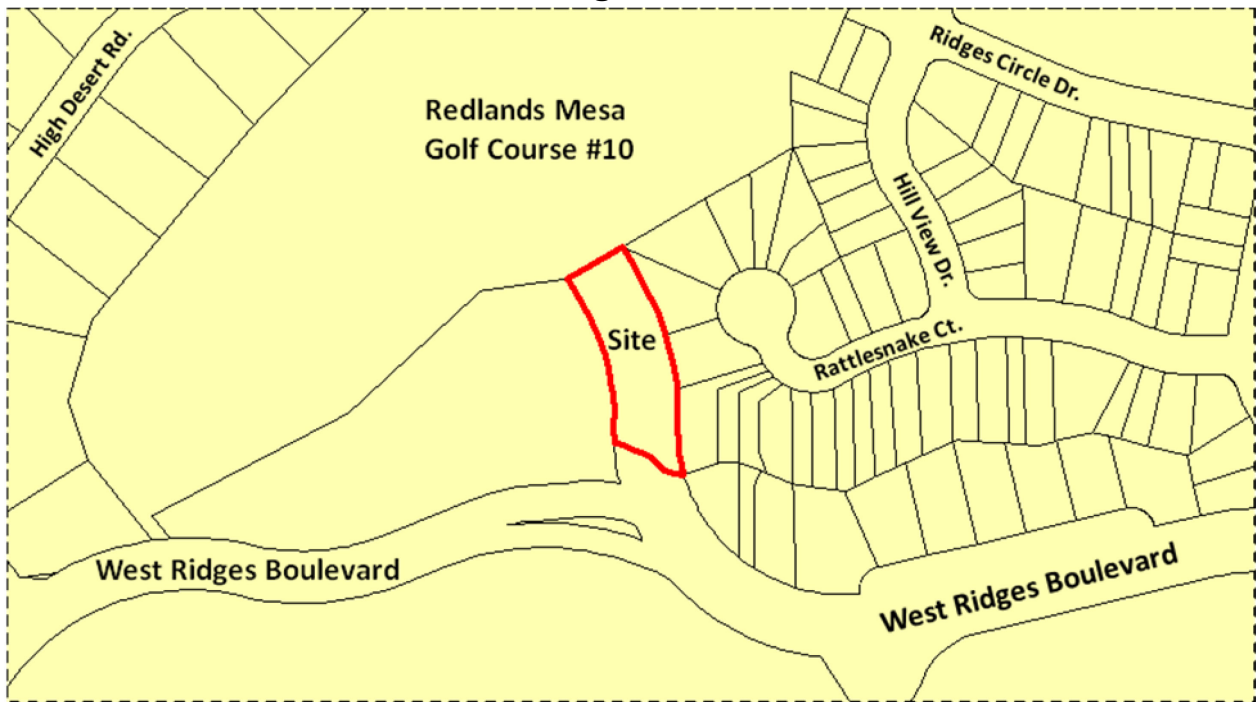 High Desert Rd.
Redlands Mesa
Golf Course #10
Ridges Circle Dr.
Hill View Dr.
Site
Rattlesnake Ct.
West Ridges Boulevard
West Ridges Boulevard